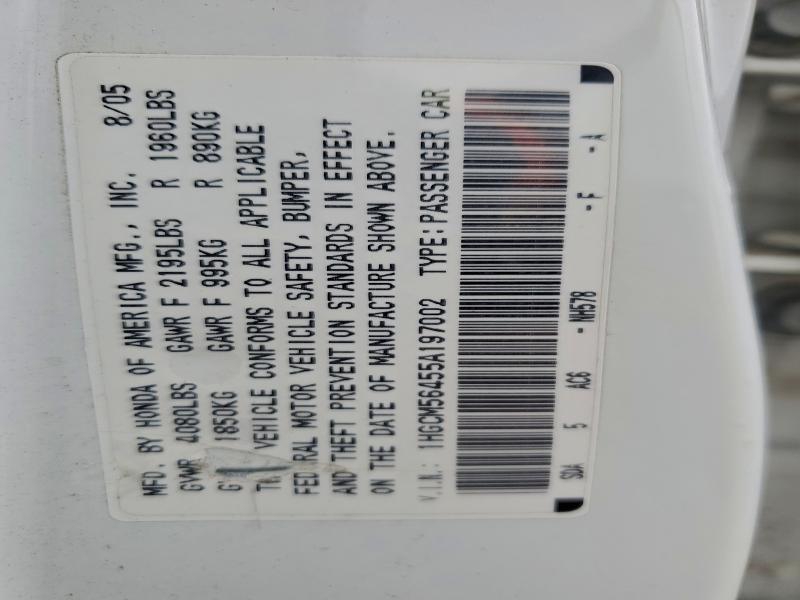 MFD. BY HONDA OF AMERICA MFG., INC. 8/05
GVWR 4080LBS GAWR F 2195LBS R 1960LBS
1850KG GAWR F 995KG R 890KG
VEHICLE CONFORMS TO ALL APPLICABLE
FEDERAL MOTOR VEHICLE SAFETY, BUMPER,
AND THEFT PREVENTION STANDARDS IN EFFECT
ON THE DATE OF MANUFACTURE SHOWN ABOVE.
V.I.N.: 1HGCM56455A197002 TYPE: PASSENGER CAR
SDA 5 AC6 -NH578 -F -A